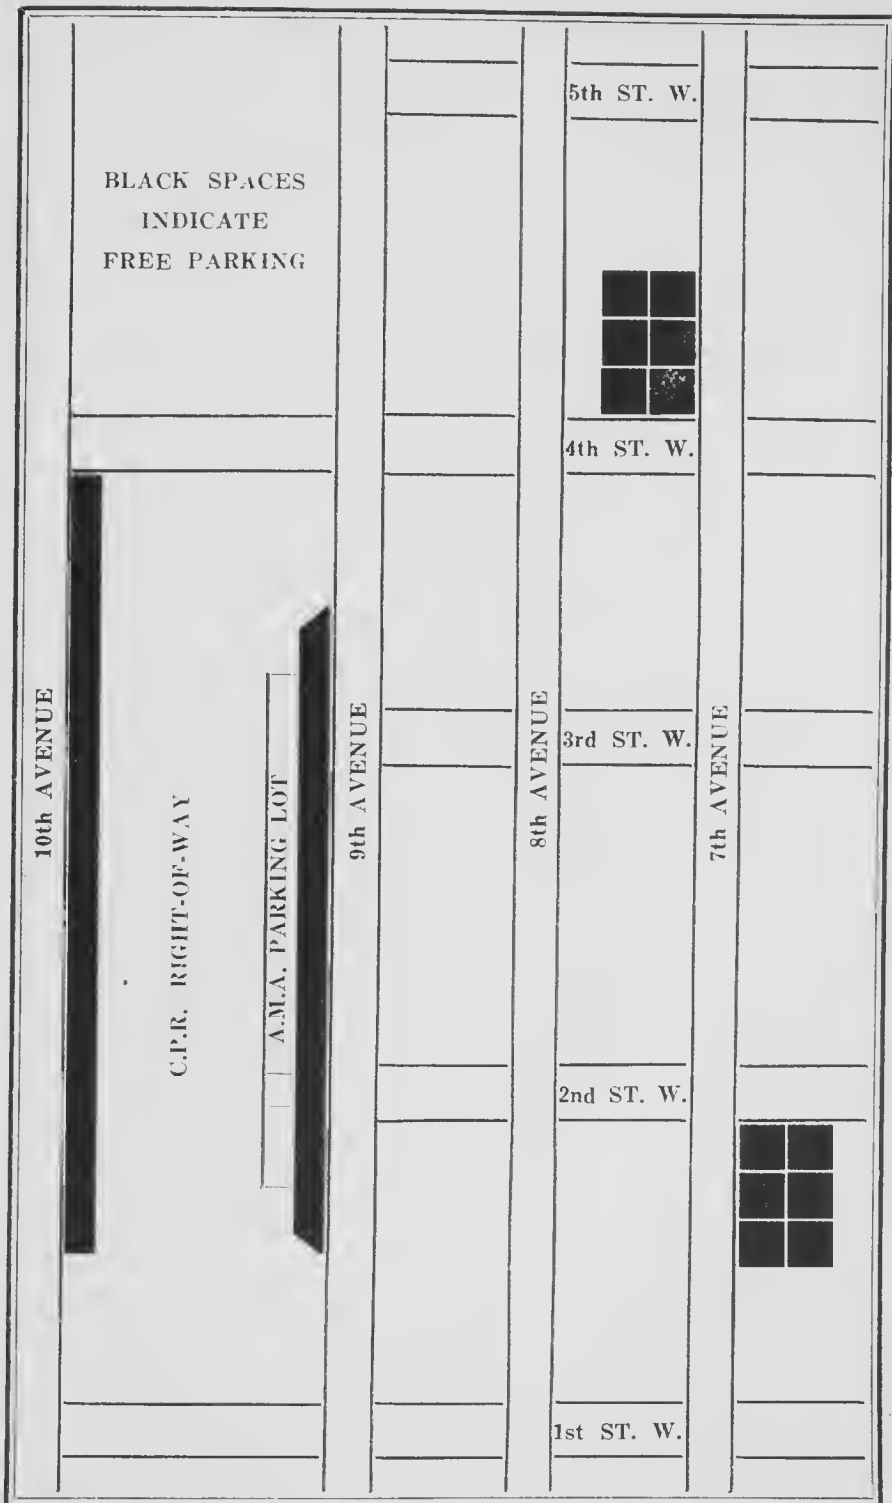 5th ST. W.
BLACK SPACES
INDICATE
FREE PARKING
4th ST. W.
10th AVENUE
C.P.R. RIGHT-OF-WAY
A.M.A. PARKING LOT
9th AVENUE
8th AVENUE
3rd ST. W.
7th AVENUE
2nd ST. W.
1st ST. W.